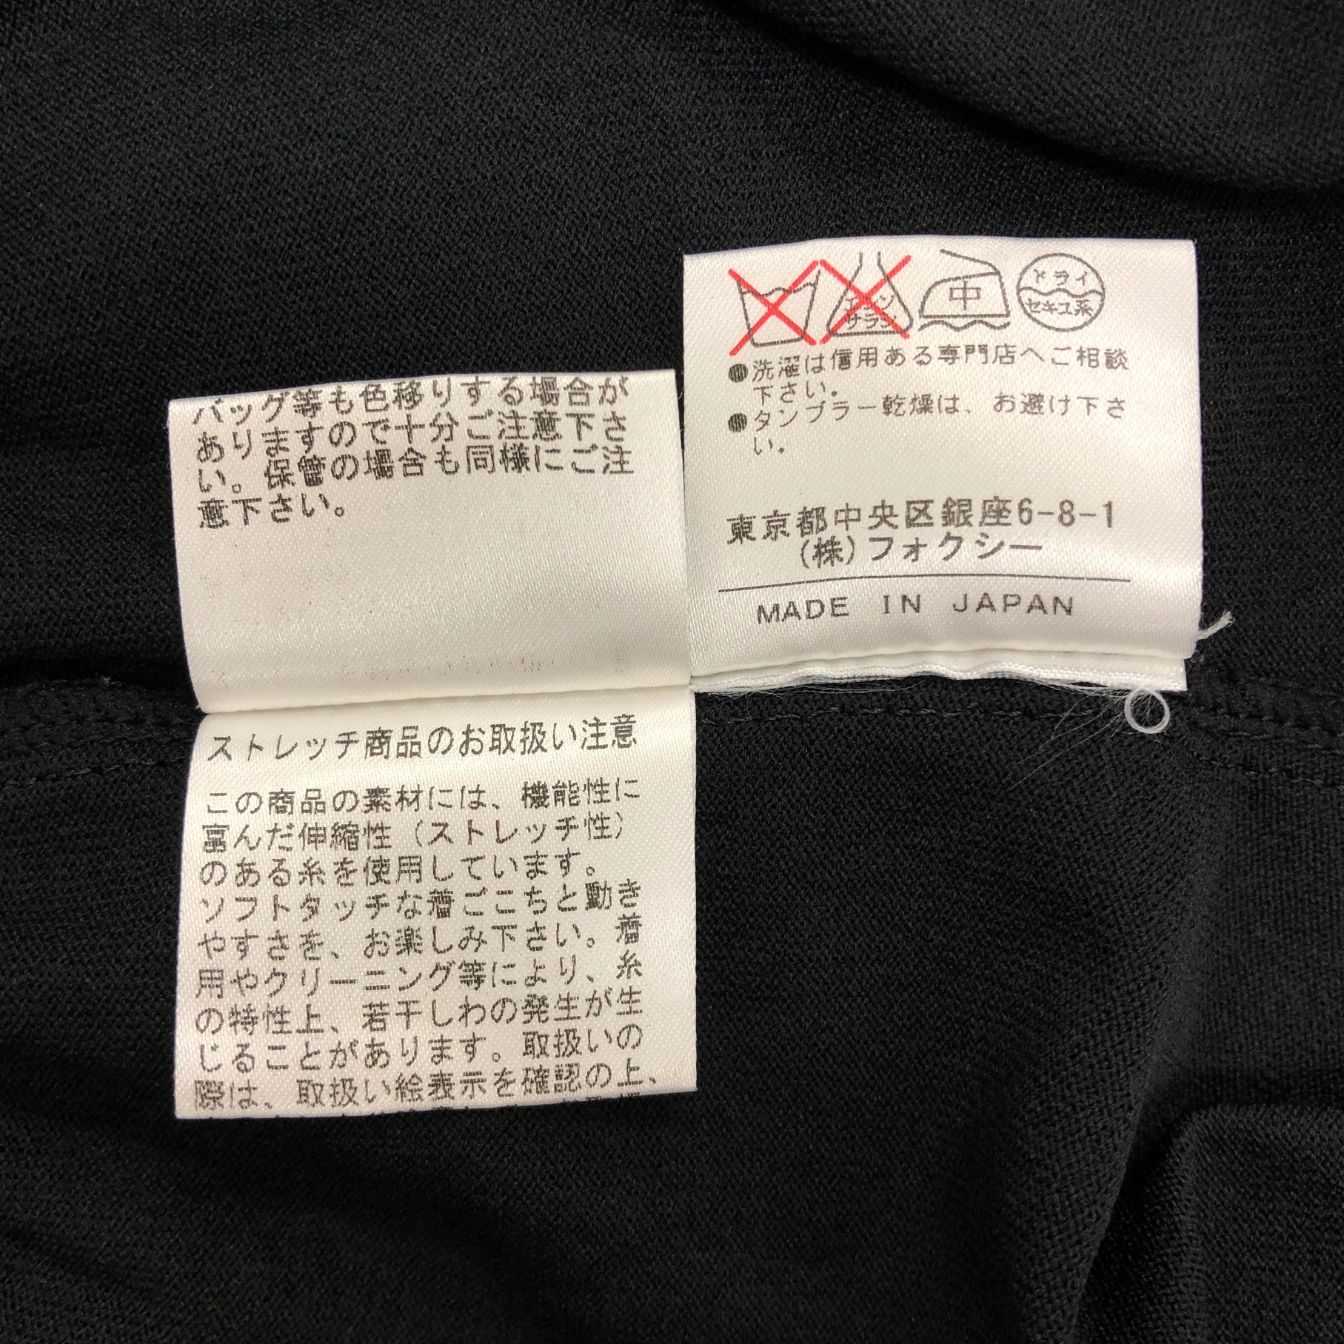 バッグ等も色移りする場合が
ありますので十分ご注意下さ
い。保管の場合も同様にご注
意下さい。
エンソ
サラシ
中
ドライ
セキユ系
●洗濯は信用ある専門店へご相談
下さい。
●タンブラー乾燥は、お避け下さ
い。
東京都中央区銀座6-8-1
(株)フォクシー
MADE IN JAPAN
ストレッチ商品のお取扱い注意
この商品の素材には、機能性に
富んだ伸縮性(ストレッチ性)
のある糸を使用しています。
ソフトタッチな着ごこちと動き
やすさを、お楽しみ下さい。着
用やクリーニング等により、糸
の特性上、若干しわの発生が生
じることがあります。取扱いの
際は、取扱い絵表示を確認の上、